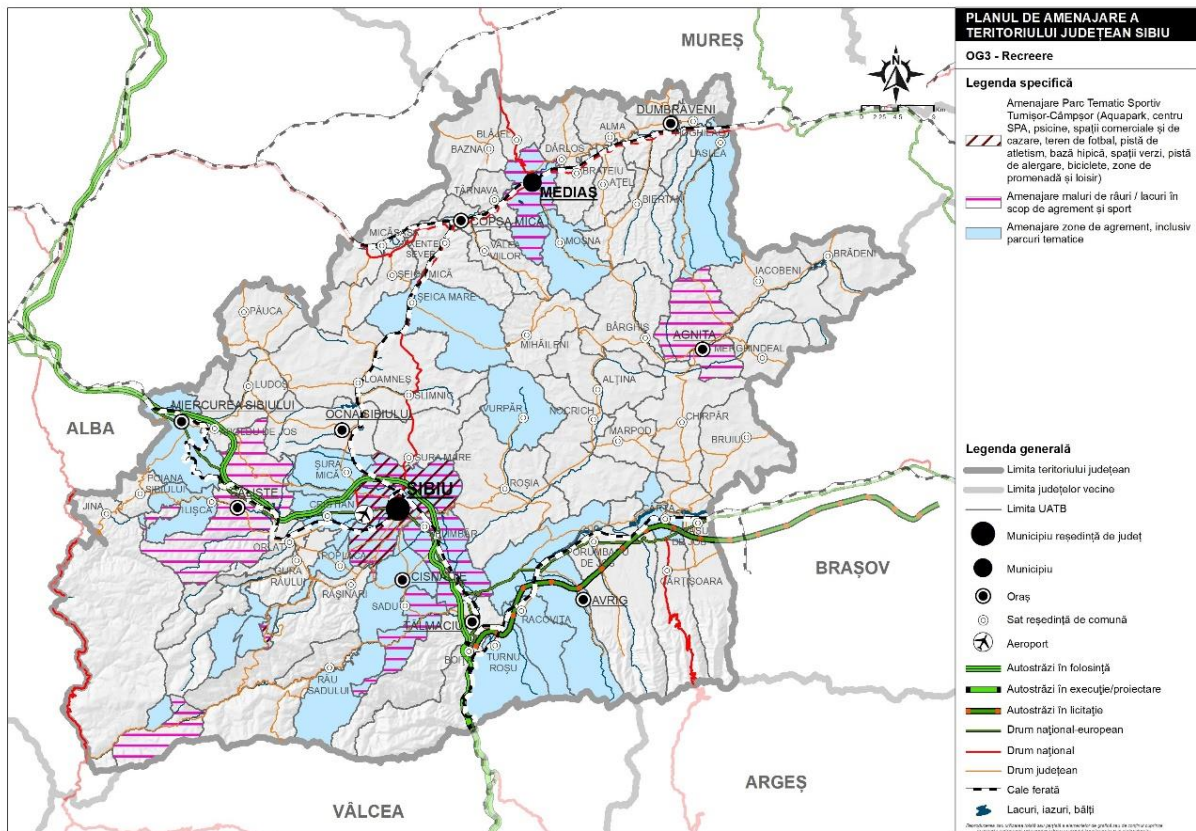 PLANUL DE AMENAJARE A
TERITORIULUI JUDEȚEAN SIBIU
OG3 - Recreere
Legenda specifică
Amenajare Parc Tematic Sportiv
Tumișor-Câmpșor (Aquapark, centru
SPA, psicine, spații comerciale și de
cazare, teren de fotbal, pistă de
atletism, bază hipică, spații verzi, pistă
de alergare, biciclete, zone de
promenadă și loisir)
Amenajare maluri de râuri / lacuri în
scop de agrement și sport
Amenajare zone de agrement, inclusiv
parcuri tematice
Legenda generală
Limita teritoriului județean
Limita județelor vecine
Limita UATB
Municipiu reședință de județ
Municipiu
Oraș
Sat reședință de comună
Aeroport
Autostrăzi în folosință
Autostrăzi în execuție/proiectare
Autostrăzi în licitație
Drum național-european
Drum național
Drum județean
Cale ferată
Lacuri, iazuri, bălți
MUREȘ
N
DUMBRĂVENI
BLĂJEL
ALMA
BAZNA
DÂRLOS
LASLEA
BRATEIU
MEDIAȘ
AȚEL
TÂRNAVA
BIERTAN
COPȘA MICĂ
MICĂSASA
MOȘNA
VALEA
VIILOR
BRĂDENI
ȘEICA MICĂ
IACOBENI
ȘEICA MARE
PĂUCA
BÂRGHIȘ
AGNITA
MIHĂILENI
MERGHINDEAL
LUDOȘ
LOAMNEȘ
ALȚINA
SLIMNIC
MIERCUREA SIBIULUI
VURPĂR
NOCRICH
CHIRPĂR
OCNA SIBIULUI
ALBA
MARPOD
BRUIU
ȘURA MARE
ȘURA
MICĂ
POIANA
SIBIULUI
SIBIU
ROȘIA
JINA
ORLAT
POPLACA
GURA
RÂULUI
BRAȘOV
CISNĂDIE
CÂRȚIȘOARA
RĂȘINARI
SADU
AVRIG
RACOVIȚA
TĂLMACIU
TURNU
ROȘU
RÂU
SADULUI
ARGEȘ
VÂLCEA